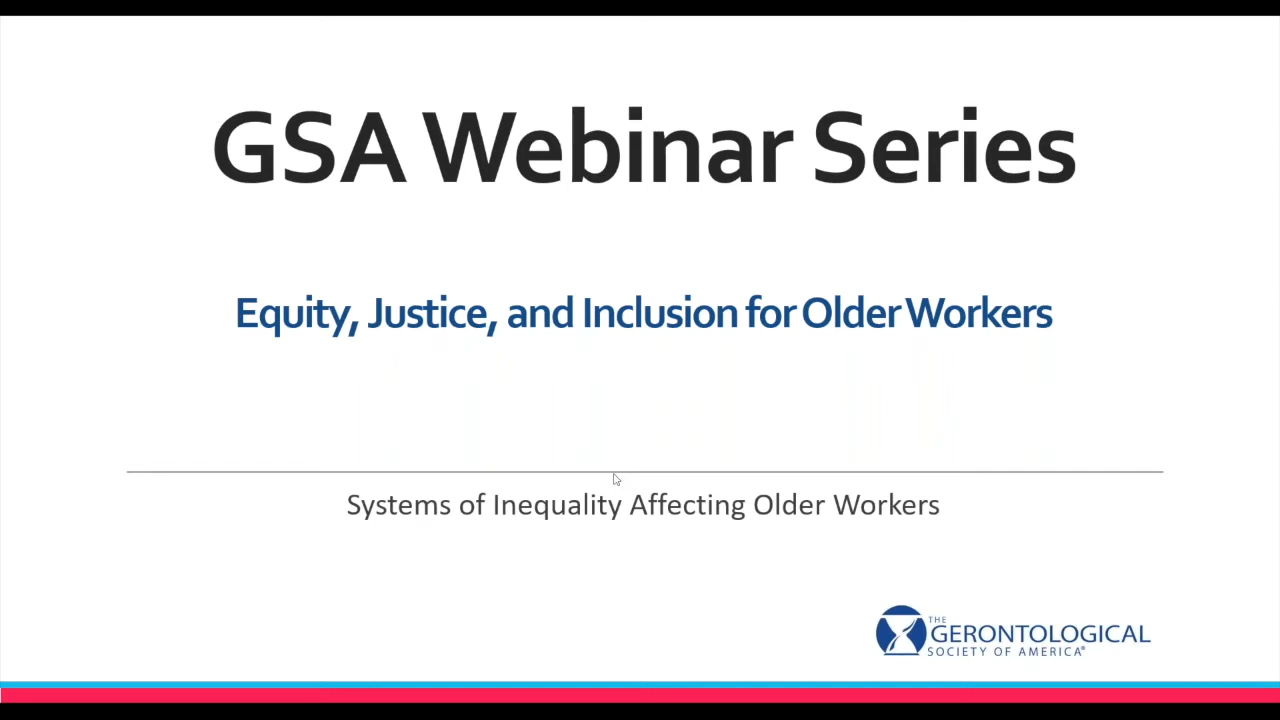 GSA Webinar Series
Equity, Justice, and Inclusion for Older Workers
Systems of Inequality Affecting Older Workers
THE
GERONTOLOGICAL
SOCIETY OF AMERICA®